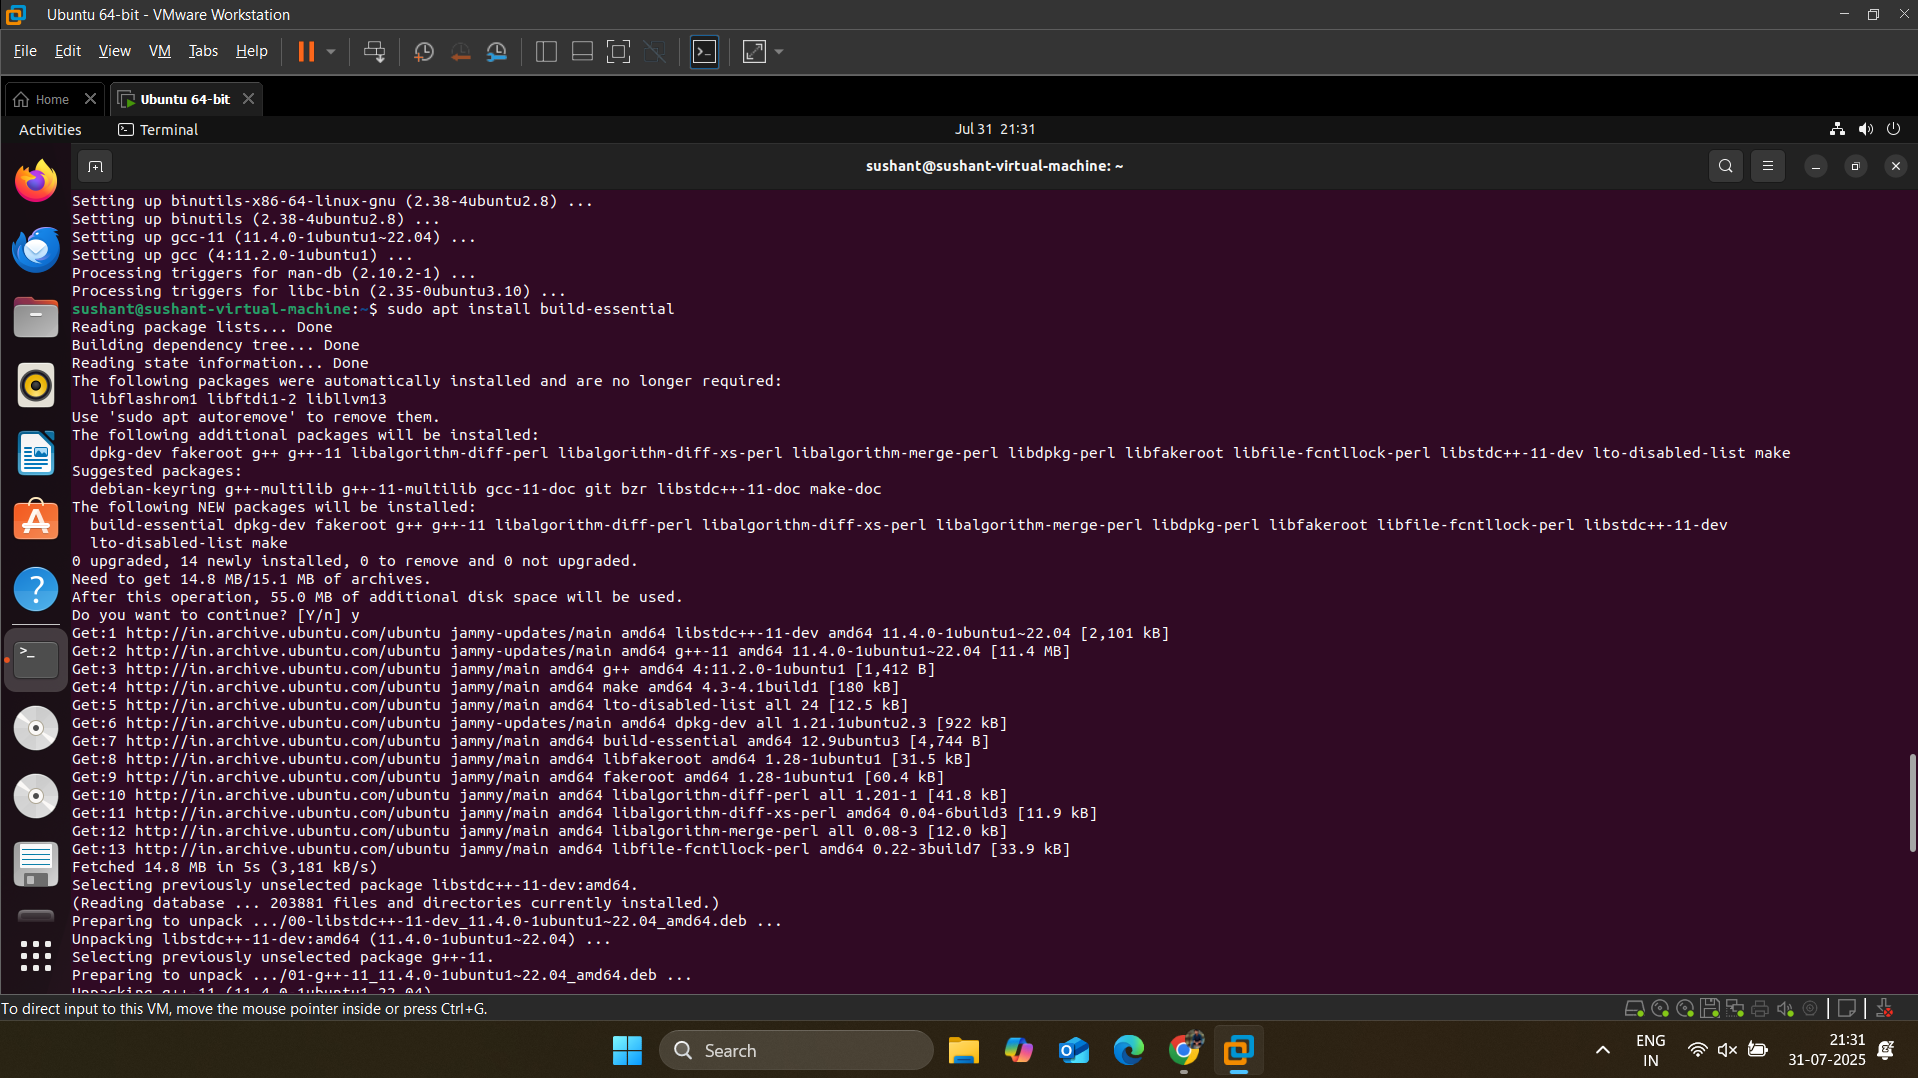 Ubuntu 64-bit - VMware Workstation
File Edit View VM Tabs Help
Home Ubuntu 64-bit
Activities Terminal Jul 31 21:31
sushant@sushant-virtual-machine: ~
Setting up binutils-x86-64-linux-gnu (2.38-4ubuntu2.8) ...
Setting up binutils (2.38-4ubuntu2.8) ...
Setting up gcc-11 (11.4.0-1ubuntu1~22.04) ...
Setting up gcc (4:11.2.0-1ubuntu1) ...
Processing triggers for man-db (2.10.2-1) ...
Processing triggers for libc-bin (2.35-0ubuntu3.10) ...
sushant@sushant-virtual-machine:~$ sudo apt install build-essential
Reading package lists... Done
Building dependency tree... Done
Reading state information... Done
The following packages were automatically installed and are no longer required:
libflashrom1 libftdi1-2 libllvm13
Use 'sudo apt autoremove' to remove them.
The following additional packages will be installed:
dpkg-dev fakeroot g++ g++-11 libalgorithm-diff-perl libalgorithm-diff-xs-perl libalgorithm-merge-perl libdpkg-perl libfakeroot libfile-fcntllock-perl libstdc++-11-dev lto-disabled-list make
Suggested packages:
debian-keyring g++-multilib g++-11-multilib gcc-11-doc git bzr libstdc++-11-doc make-doc
The following NEW packages will be installed:
build-essential dpkg-dev fakeroot g++ g++-11 libalgorithm-diff-perl libalgorithm-diff-xs-perl libalgorithm-merge-perl libdpkg-perl libfakeroot libfile-fcntllock-perl libstdc++-11-dev
lto-disabled-list make
0 upgraded, 14 newly installed, 0 to remove and 0 not upgraded.
Need to get 14.8 MB/15.1 MB of archives.
After this operation, 55.0 MB of additional disk space will be used.
Do you want to continue? [Y/n] y
Get:1 http://in.archive.ubuntu.com/ubuntu jammy-updates/main amd64 libstdc++-11-dev amd64 11.4.0-1ubuntu1~22.04 [2,101 kB]
Get:2 http://in.archive.ubuntu.com/ubuntu jammy-updates/main amd64 g++-11 amd64 11.4.0-1ubuntu1~22.04 [11.4 MB]
Get:3 http://in.archive.ubuntu.com/ubuntu jammy/main amd64 g++ amd64 4:11.2.0-1ubuntu1 [1,412 B]
Get:4 http://in.archive.ubuntu.com/ubuntu jammy/main amd64 make amd64 4.3-4.1build1 [180 kB]
Get:5 http://in.archive.ubuntu.com/ubuntu jammy/main amd64 lto-disabled-list all 24 [12.5 kB]
Get:6 http://in.archive.ubuntu.com/ubuntu jammy-updates/main amd64 dpkg-dev all 1.21.1ubuntu2.3 [922 kB]
Get:7 http://in.archive.ubuntu.com/ubuntu jammy/main amd64 build-essential amd64 12.9ubuntu3 [4,744 B]
Get:8 http://in.archive.ubuntu.com/ubuntu jammy/main amd64 libfakeroot amd64 1.28-1ubuntu1 [31.5 kB]
Get:9 http://in.archive.ubuntu.com/ubuntu jammy/main amd64 fakeroot amd64 1.28-1ubuntu1 [60.4 kB]
Get:10 http://in.archive.ubuntu.com/ubuntu jammy/main amd64 libalgorithm-diff-perl all 1.201-1 [41.8 kB]
Get:11 http://in.archive.ubuntu.com/ubuntu jammy/main amd64 libalgorithm-diff-xs-perl amd64 0.04-6build3 [11.9 kB]
Get:12 http://in.archive.ubuntu.com/ubuntu jammy/main amd64 libalgorithm-merge-perl all 0.08-3 [12.0 kB]
Get:13 http://in.archive.ubuntu.com/ubuntu jammy/main amd64 libfile-fcntllock-perl amd64 0.22-3build7 [33.9 kB]
Fetched 14.8 MB in 5s (3,181 kB/s)
Selecting previously unselected package libstdc++-11-dev:amd64.
(Reading database ... 203881 files and directories currently installed.)
Preparing to unpack .../00-libstdc++-11-dev_11.4.0-1ubuntu1~22.04_amd64.deb ...
Unpacking libstdc++-11-dev:amd64 (11.4.0-1ubuntu1~22.04) ...
Selecting previously unselected package g++-11.
Preparing to unpack .../01-g++-11_11.4.0-1ubuntu1~22.04_amd64.deb ...
Unpacking g++-11 (11.4.0-1ubuntu1~22.04) ...
To direct input to this VM, move the mouse pointer inside or press Ctrl+G.
Search
ENG
IN
21:31
31-07-2025